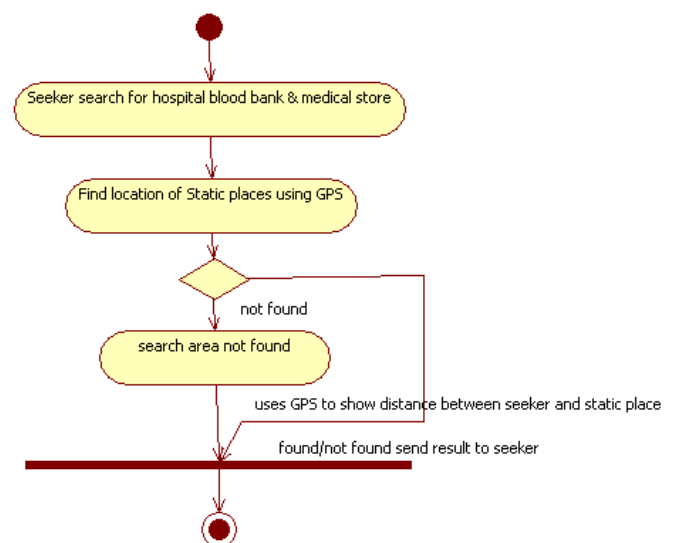 Seeker search for hospital blood bank & medical store
Find location of Static places using GPS
not found
search area not found
uses GPS to show distance between seeker and static place
found/not found send result to seeker